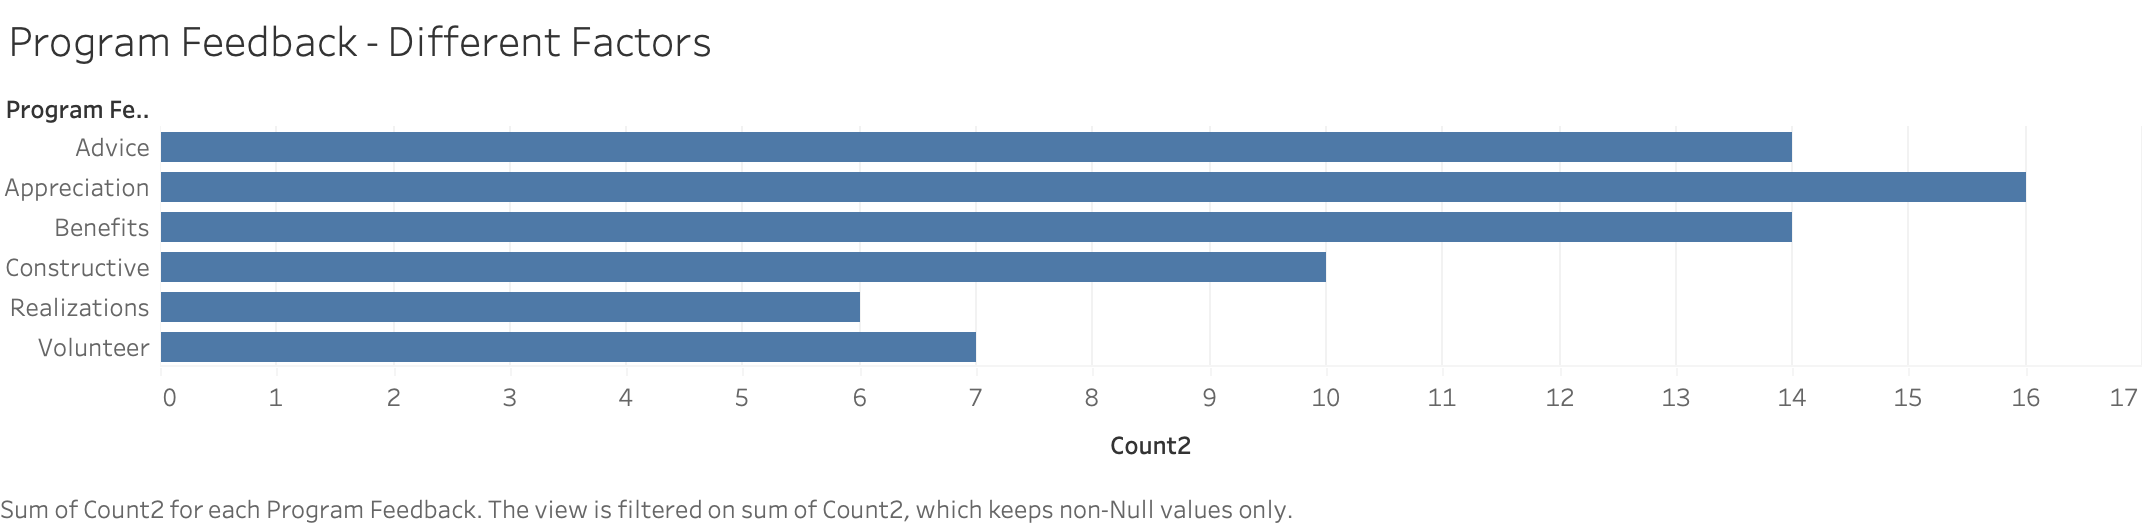 Program Feedback - Different Factors
Program Fe..
Advice
Appreciation
Benefits
Constructive
Realizations
Volunteer
0 1 2 3 4 5 6 7 8 9 10 11 12 13 14 15 16 17
Count2
Sum of Count2 for each Program Feedback. The view is filtered on sum of Count2, which keeps non-Null values only.